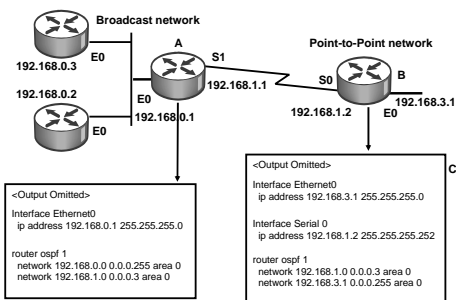 Broadcast network
A
Point-to-Point network
E0
192.168.0.3
S1
192.168.1.1
S0
B
192.168.3.1
192.168.0.2
E0
192.168.0.1
192.168.1.2
E0
E0
<Output Omitted>
Interface Ethernet0
ip address 192.168.0.1 255.255.255.0
router ospf 1
network 192.168.0.0 0.0.0.255 area 0
network 192.168.1.0 0.0.0.3 area 0
<Output Omitted>
C
Interface Ethernet0
ip address 192.168.3.1 255.255.255.0
Interface Serial 0
ip address 192.168.1.2 255.255.255.252
router ospf 1
network 192.168.1.0 0.0.0.3 area 0
network 192.168.3.1 0.0.0.255 area 0